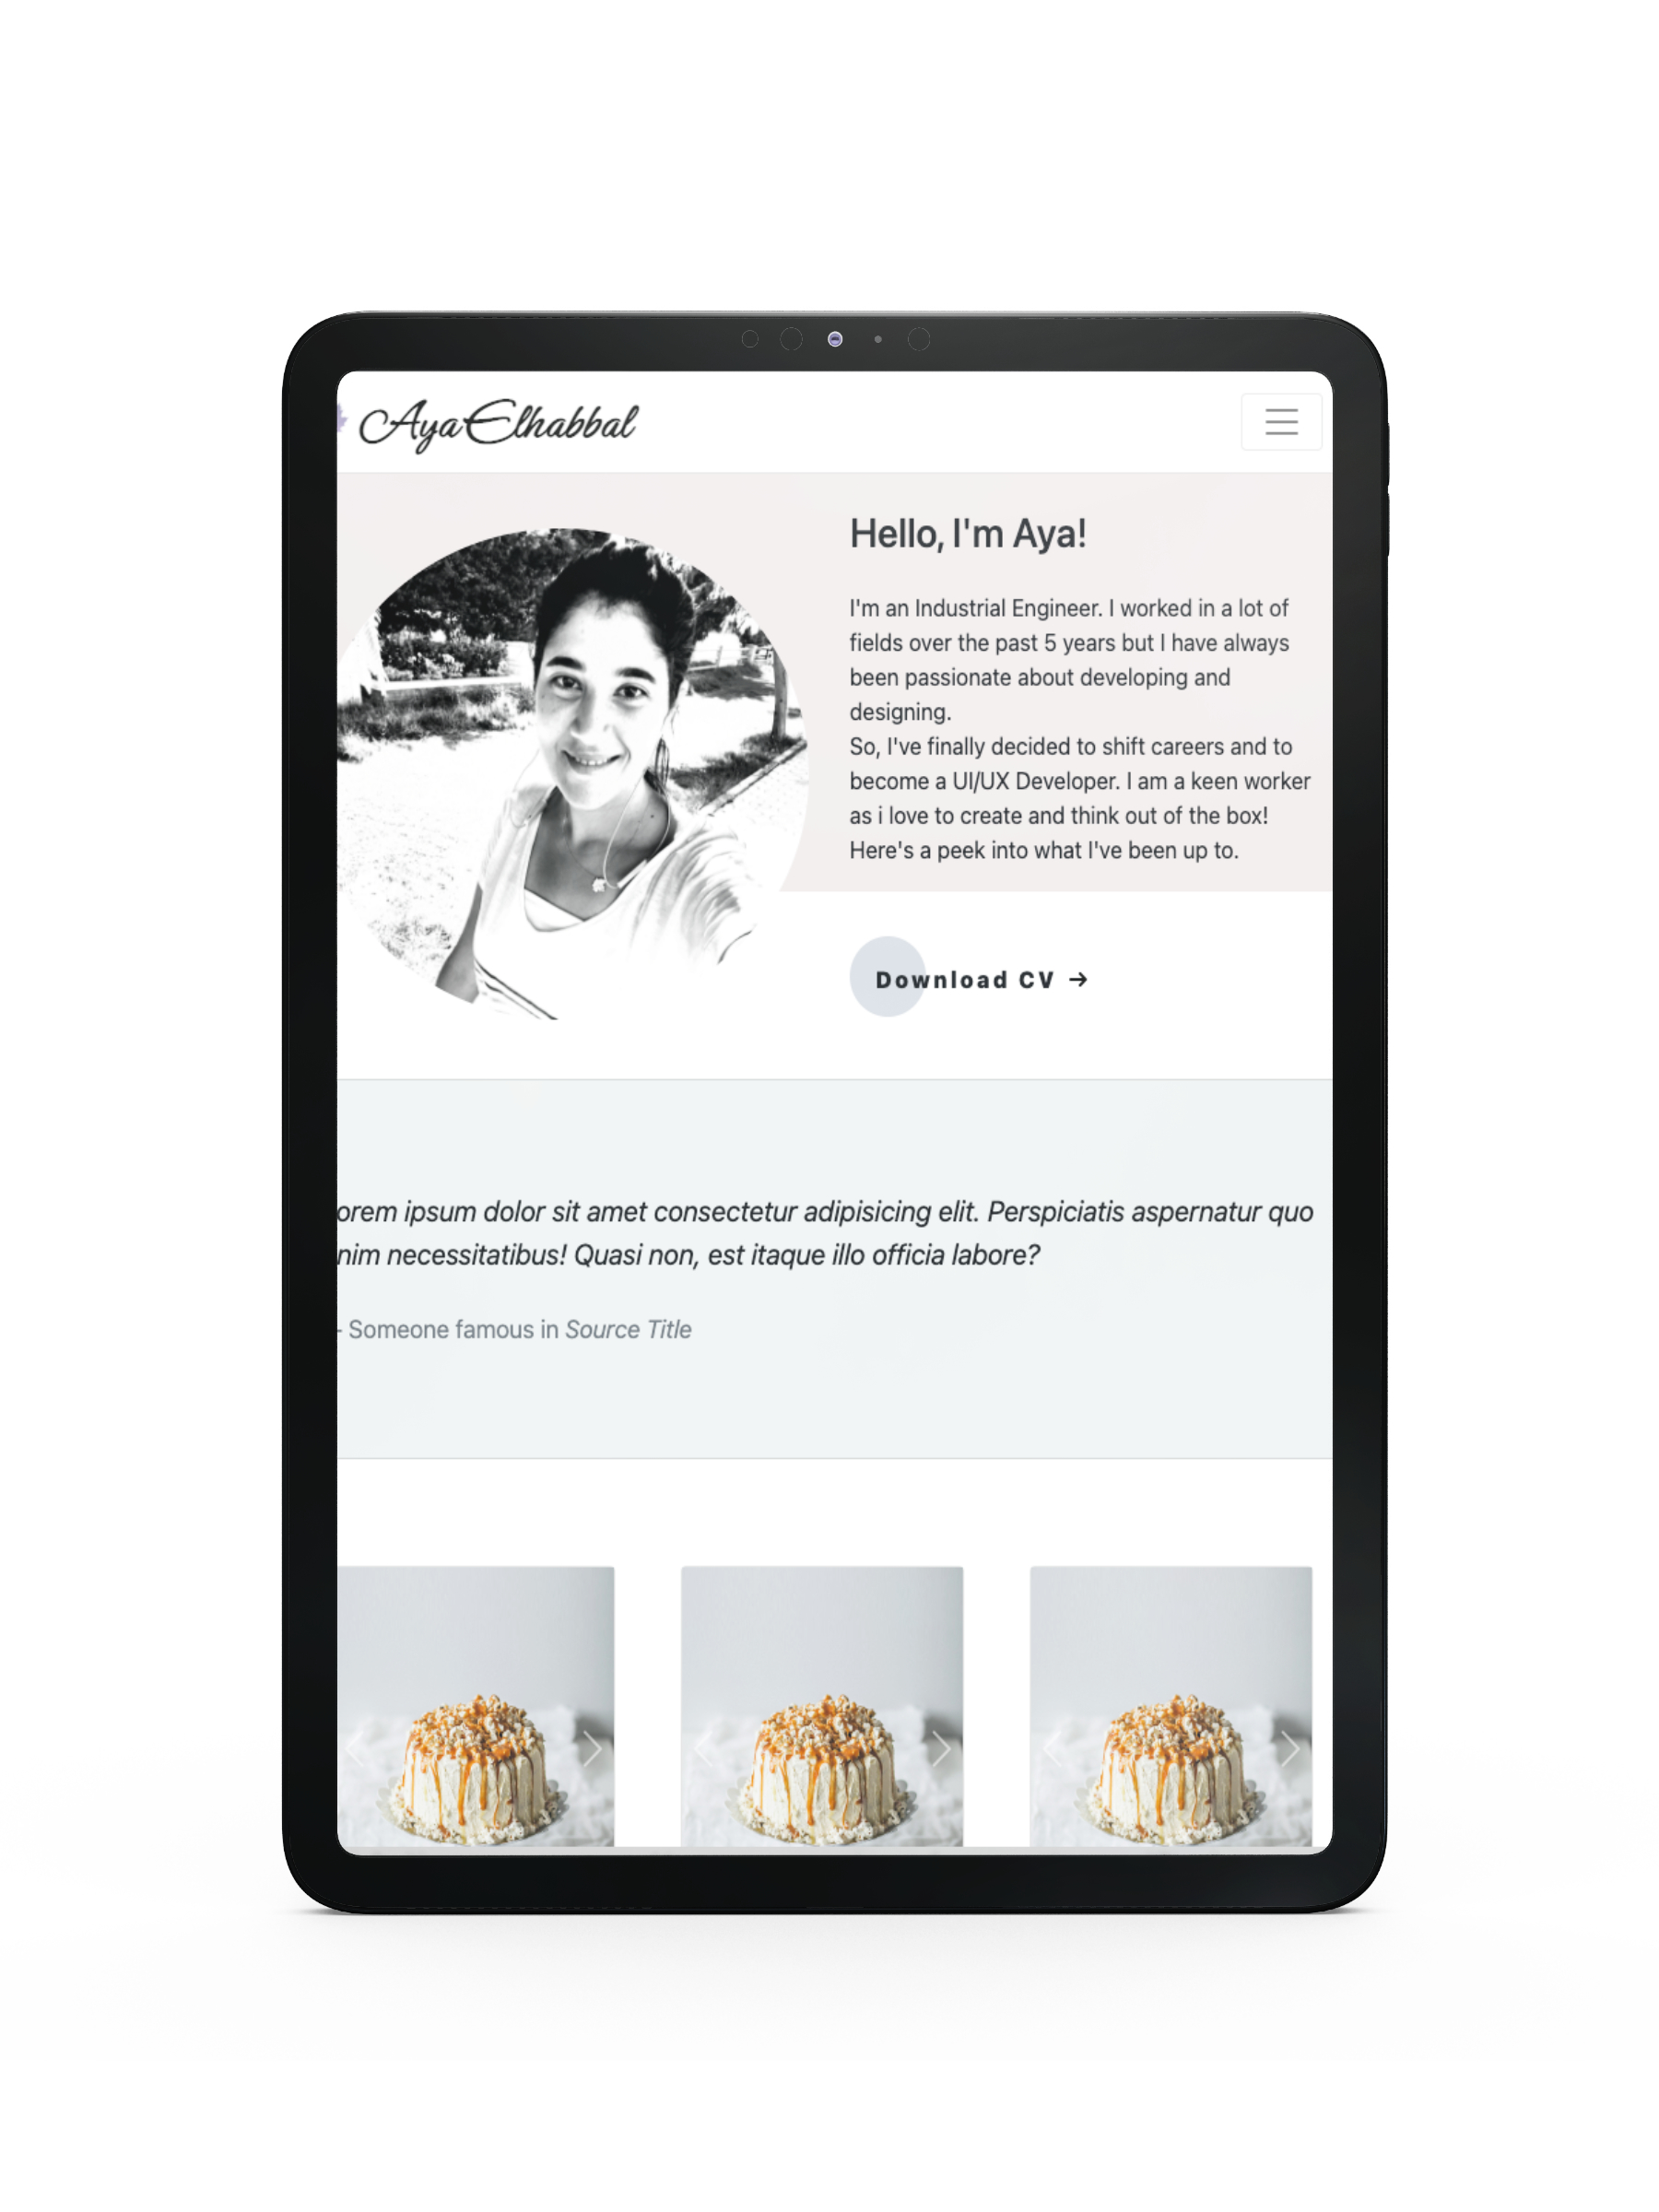 Aya Elhabbal
Hello, I'm Aya!
I'm an Industrial Engineer. I worked in a lot of
fields over the past 5 years but I have always
been passionate about developing and
designing.
So, I've finally decided to shift careers and to
become a UI/UX Developer. I am a keen worker
as i love to create and think out of the box!
Here's a peek into what I've been up to.
Download CV →
orem ipsum dolor sit amet consectetur adipisicing elit. Perspiciatis aspernatur quo
nim necessitatibus! Quasi non, est itaque illo officia labore?
- Someone famous in Source Title